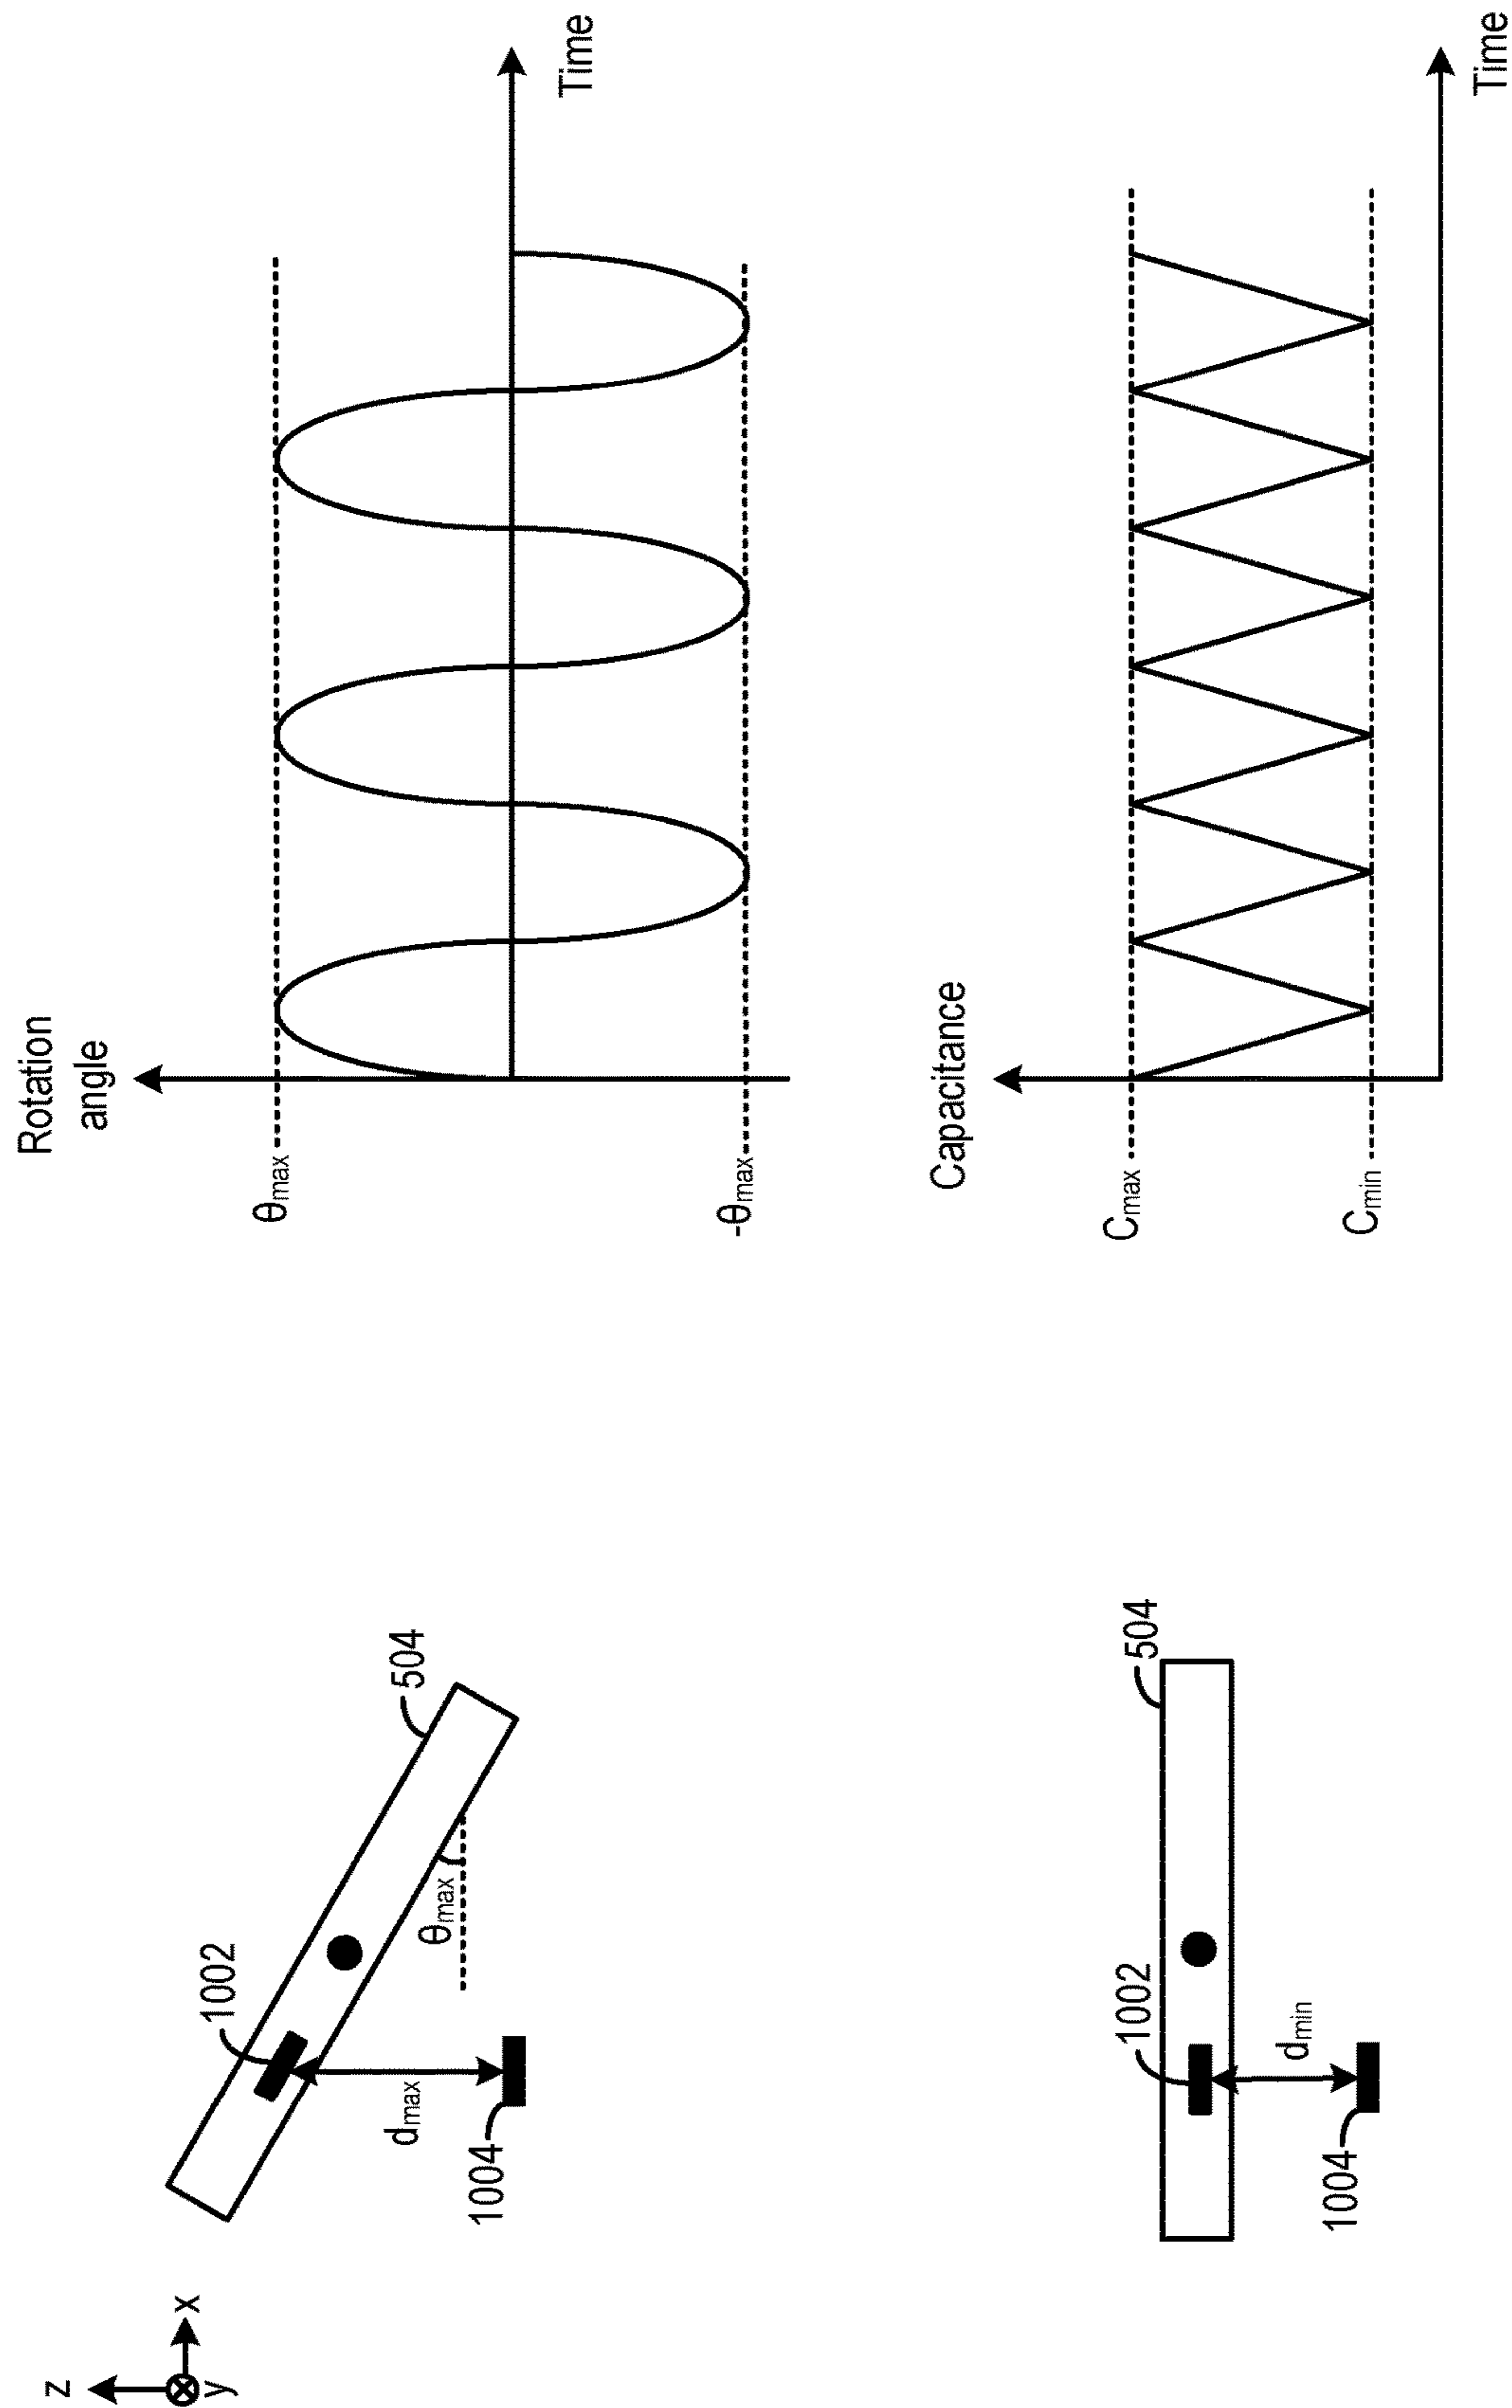 z
x
y
1002
504
θmax
dmax
1004
1002
504
dmin
1004
Rotation
angle
θmax
-θmax
Time
Capacitance
Cmax
Cmin
Time